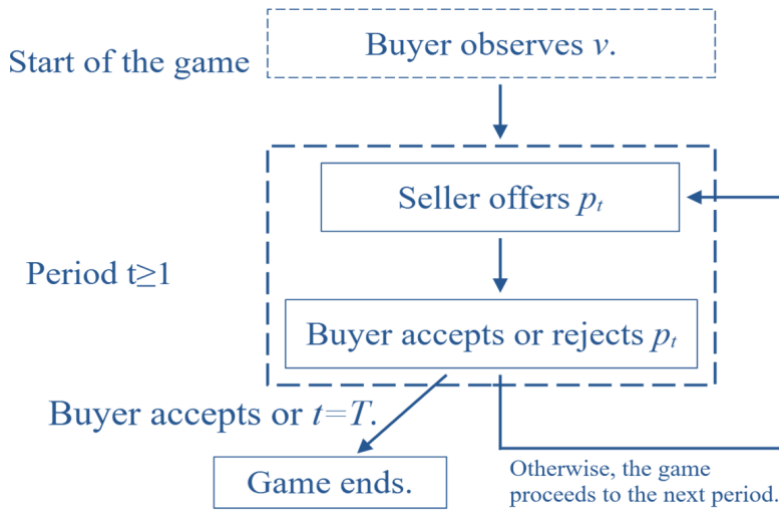 Buyer observes v.
Start of the game
Seller offers pₜ
Period t≥1
Buyer accepts or rejects pₜ
Buyer accepts or t=T.
Game ends.
Otherwise, the game
proceeds to the next period.